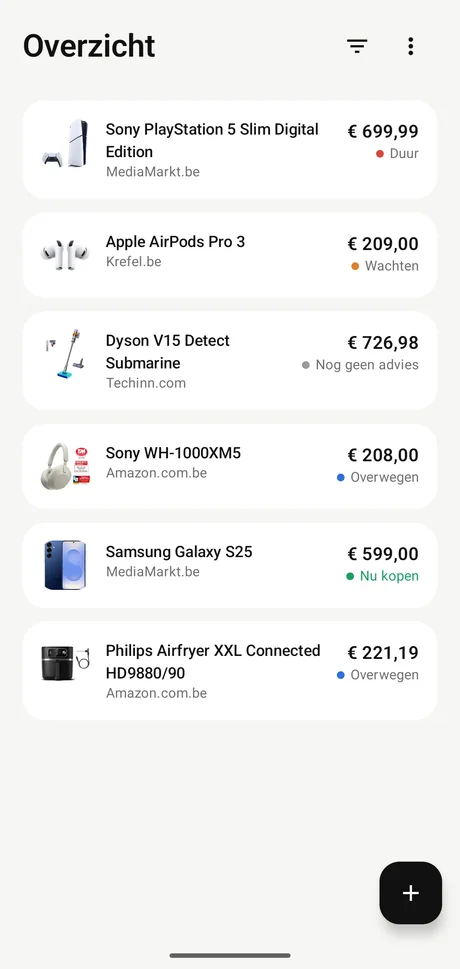 Overzicht
Sony PlayStation 5 Slim Digital
Edition
MediaMarkt.be
€ 699,99
Duur
Apple AirPods Pro 3
Krefel.be
€ 209,00
Wachten
Dyson V15 Detect
Submarine
Techinn.com
€ 726,98
Nog geen advies
Sony WH-1000XM5
Amazon.com.be
€ 208,00
Overwegen
Samsung Galaxy S25
MediaMarkt.be
€ 599,00
Nu kopen
Philips Airfryer XXL Connected
HD9880/90
Amazon.com.be
€ 221,19
Overwegen